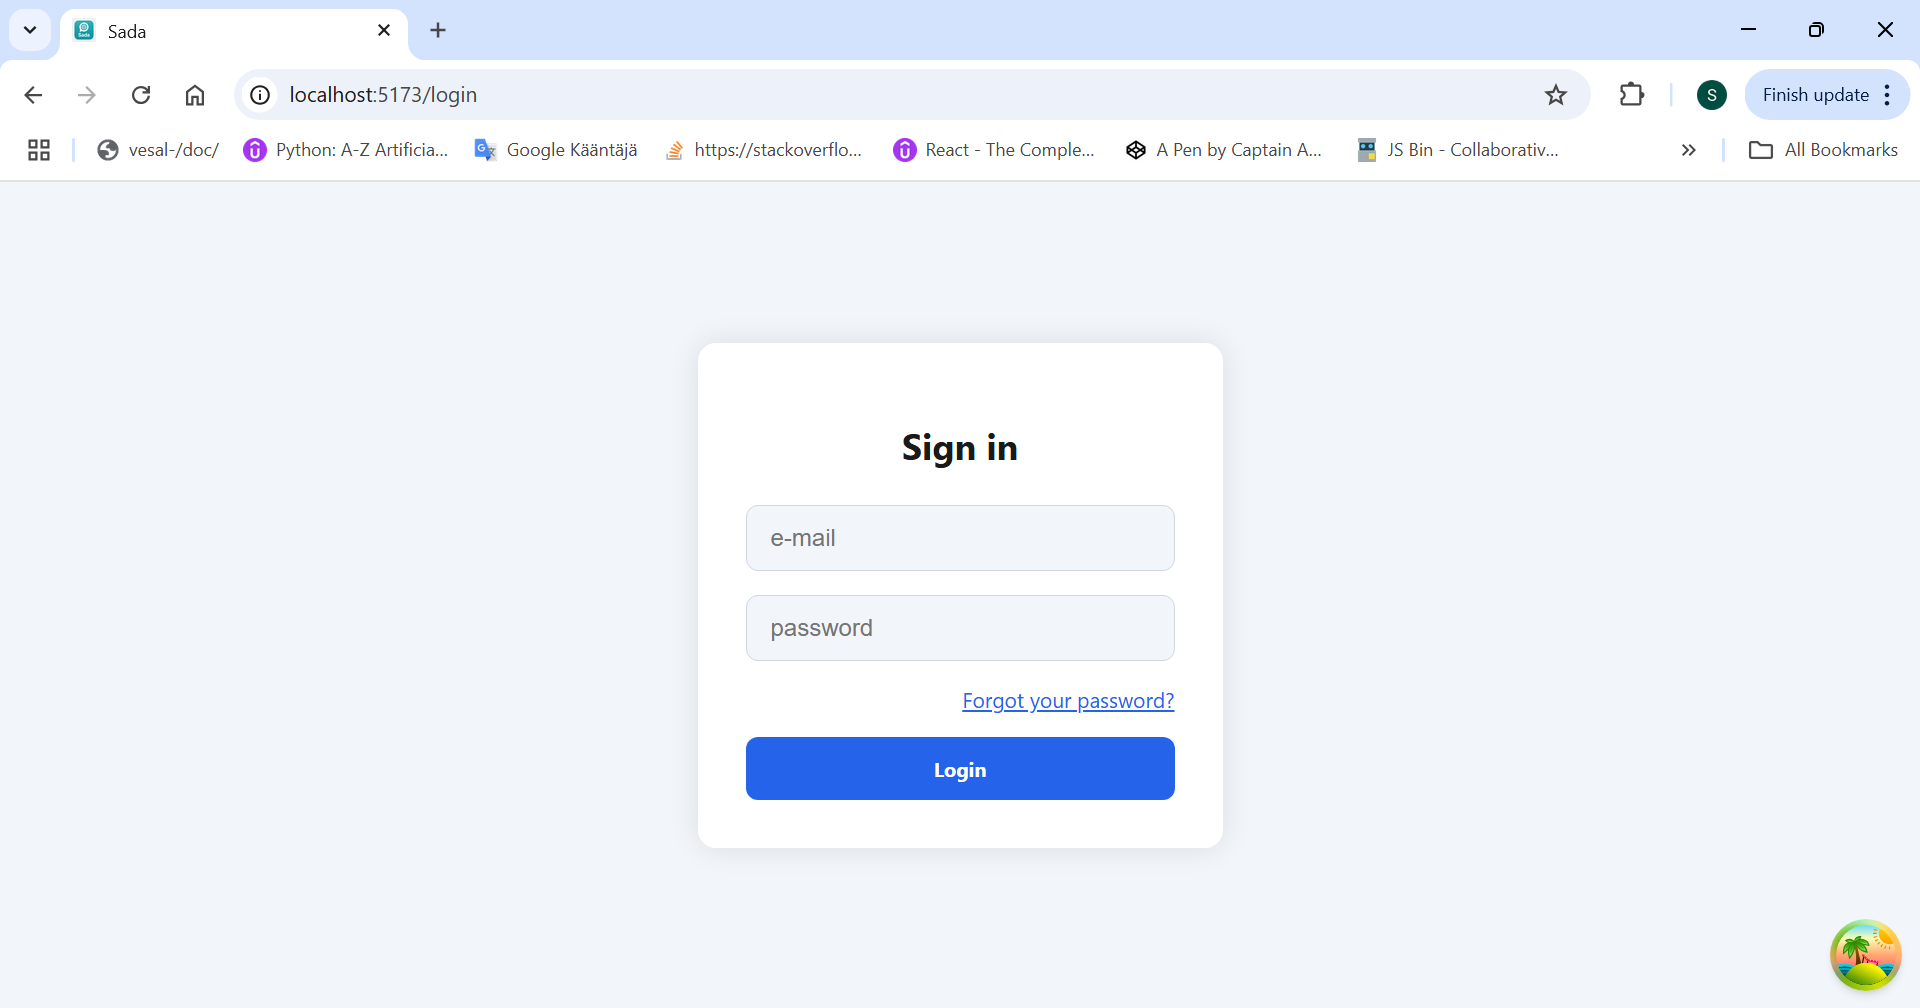 Sada
localhost:5173/login
S
Finish update
vesal-/doc/
Python: A-Z Artificia...
Google Kääntäjä
https://stackoverflo...
React - The Comple...
A Pen by Captain A...
JS Bin - Collaborativ...
All Bookmarks
Sign in
e-mail
password
Forgot your password?
Login